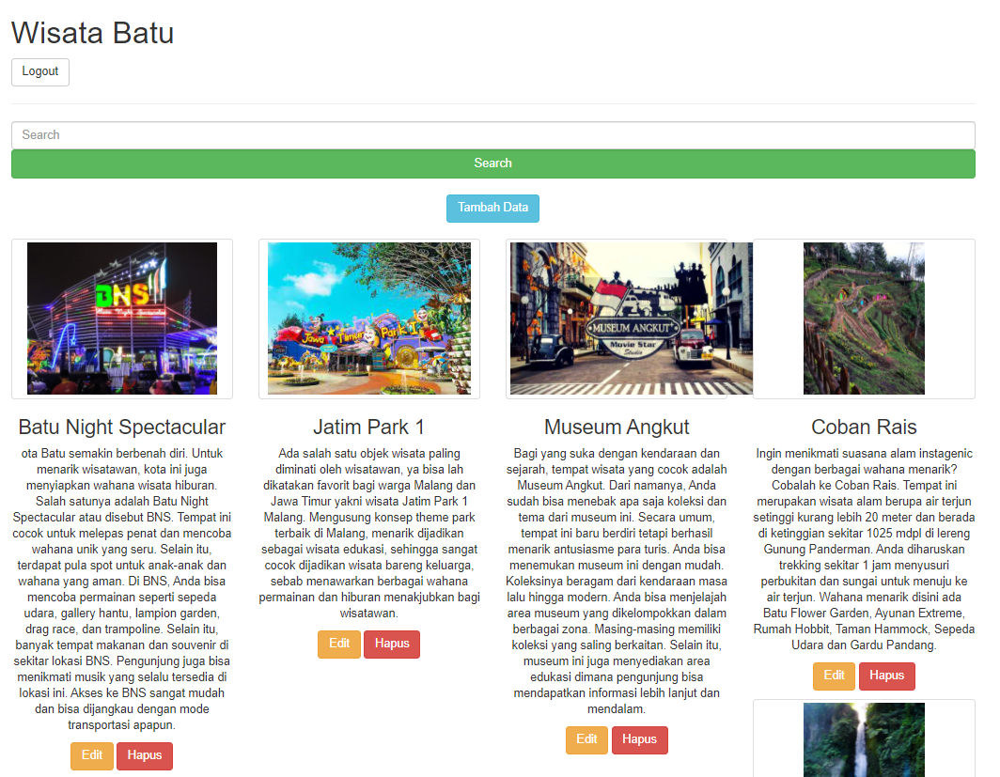 Wisata Batu
Logout
Search
Search
Tambah Data
BNS
Batu Night Spectacular
Batu Night Spectacular
ota Batu semakin berbenah diri. Untuk
menarik wisatawan, kota ini juga
menyiapkan wahana wisata hiburan.
Salah satunya adalah Batu Night
Spectacular atau disebut BNS. Tempat ini
cocok untuk melepas penat dan mencoba
wahana unik yang seru. Selain itu,
terdapat pula spot untuk anak-anak dan
wahana yang aman. Di BNS, Anda bisa
mencoba permainan seperti sepeda
udara, gallery hantu, lampion garden,
drag race, dan trampoline. Selain itu,
banyak tempat makanan dan souvenir di
sekitar lokasi BNS. Pengunjung juga bisa
menikmati musik yang selalu tersedia di
lokasi ini. Akses ke BNS sangat mudah
dan bisa dijangkau dengan mode
transportasi apapun.
Edit Hapus
Jawa Timur Park 1
Jatim Park 1
Ada salah satu objek wisata paling
diminati oleh wisatawan, ya bisa lah
dikatakan favorit bagi warga Malang dan
Jawa Timur yakni wisata Jatim Park 1
Malang. Mengusung konsep theme park
terbaik di Malang, menarik dijadikan
sebagai wisata edukasi, sehingga sangat
cocok dijadikan wisata bareng keluarga,
sebab menawarkan berbagai wahana
permainan dan hiburan menakjubkan bagi
wisatawan.
Edit Hapus
MUSEUM ANGKUT
Movie Star
Studio
Museum Angkut
Bagi yang suka dengan kendaraan dan
sejarah, tempat wisata yang cocok adalah
Museum Angkut. Dari namanya, Anda
sudah bisa menebak apa saja koleksi dan
tema dari museum ini. Secara umum,
tempat ini baru berdiri tetapi berhasil
menarik antusiasme para turis. Anda bisa
menemukan museum ini dengan mudah.
Koleksinya beragam dari kendaraan masa
lalu hingga modern. Anda bisa menjelajah
area museum yang dikelompokkan dalam
berbagai zona. Masing-masing memiliki
koleksi yang saling berkaitan. Selain itu,
museum ini juga menyediakan area
edukasi dimana pengunjung bisa
mendapatkan informasi lebih lanjut dan
mendalam.
Edit Hapus
Coban Rais
Ingin menikmati suasana alam instagenic
dengan berbagai wahana menarik?
Cobalah ke Coban Rais. Tempat ini
merupakan wisata alam berupa air terjun
setinggi kurang lebih 20 meter dan berada
di ketinggian sekitar 1025 mdpl di lereng
Gunung Panderman. Anda diharuskan
trekking sekitar 1 jam menyusuri
perbukitan dan sungai untuk menuju ke
air terjun. Wahana menarik disini ada
Batu Flower Garden, Ayunan Extreme,
Rumah Hobbit, Taman Hammock, Sepeda
Udara dan Gardu Pandang.
Edit Hapus